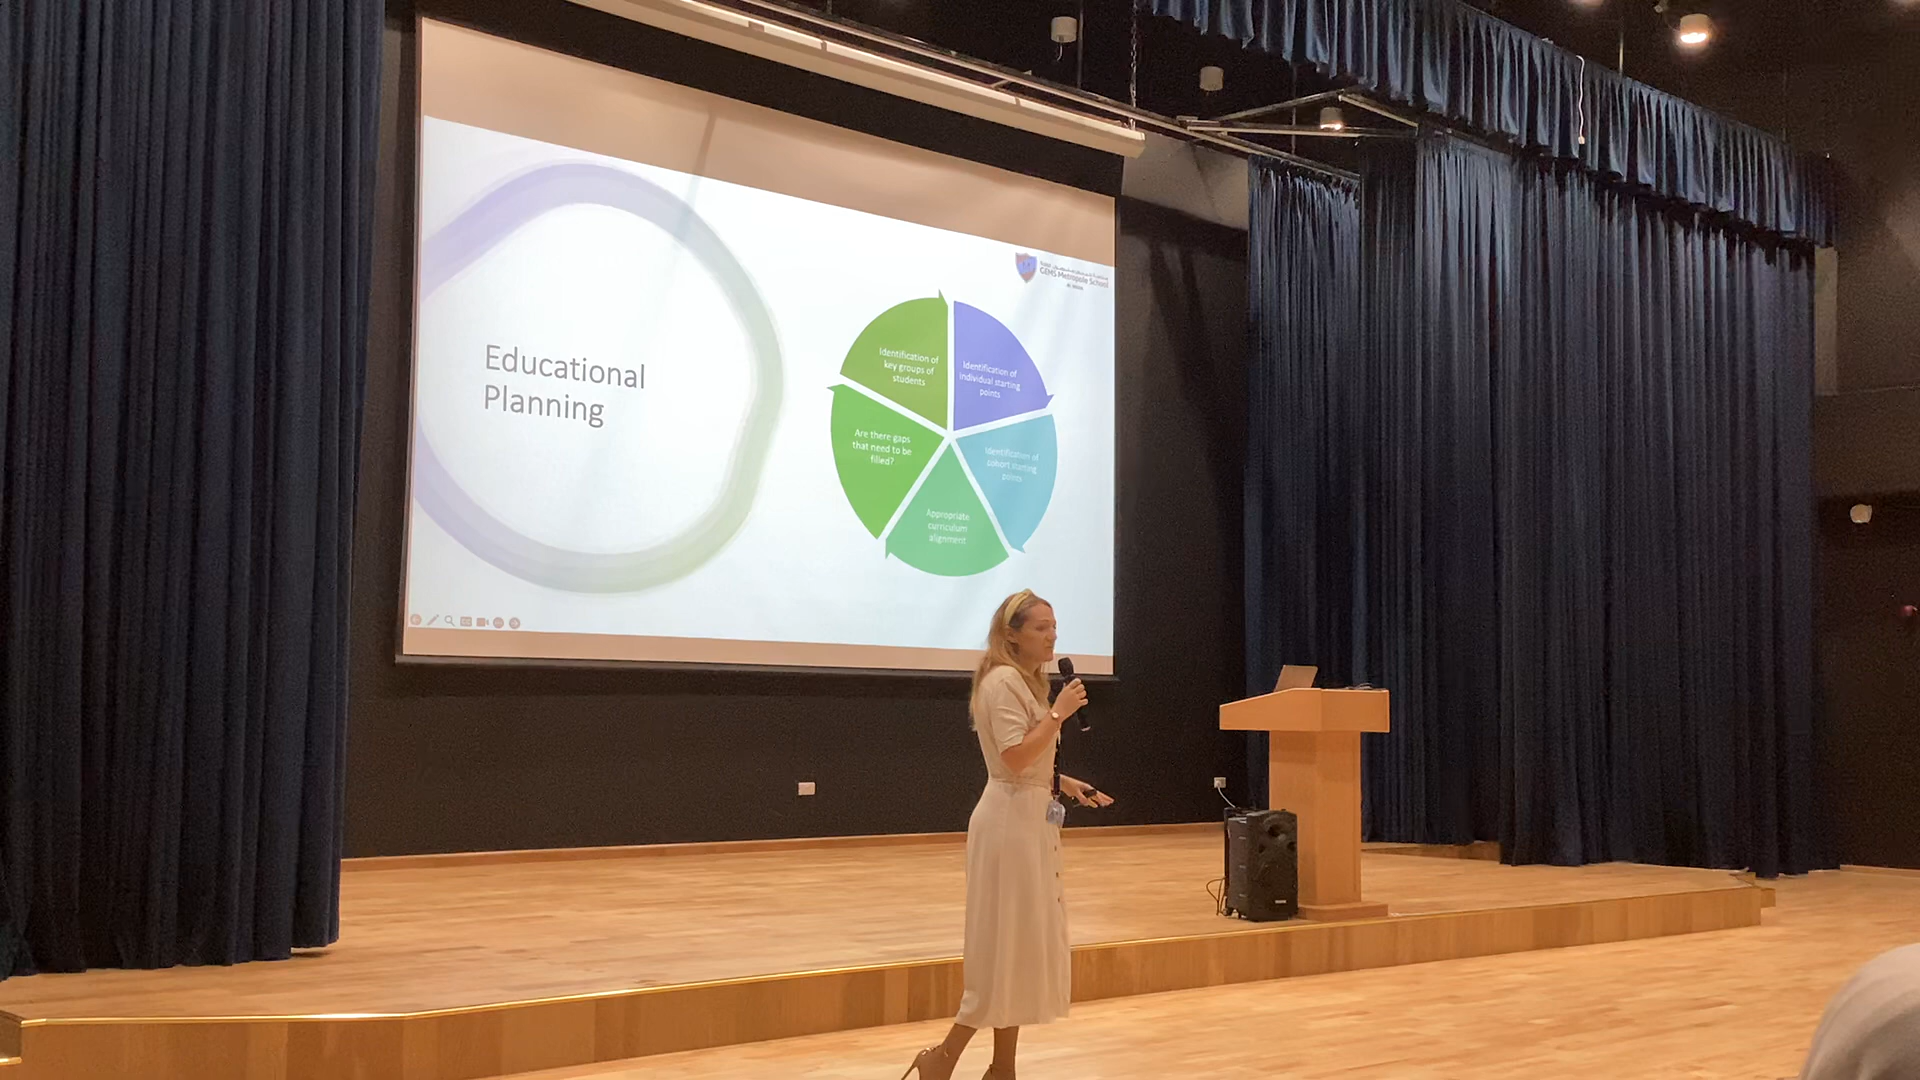 Educational
Planning
GEMS Metropole School
Identification of
key groups of
students
Identification of
individual starting
points
Identification of
cohort starting
points
Appropriate
curriculum
alignment
Are there gaps
that need to be
filled?